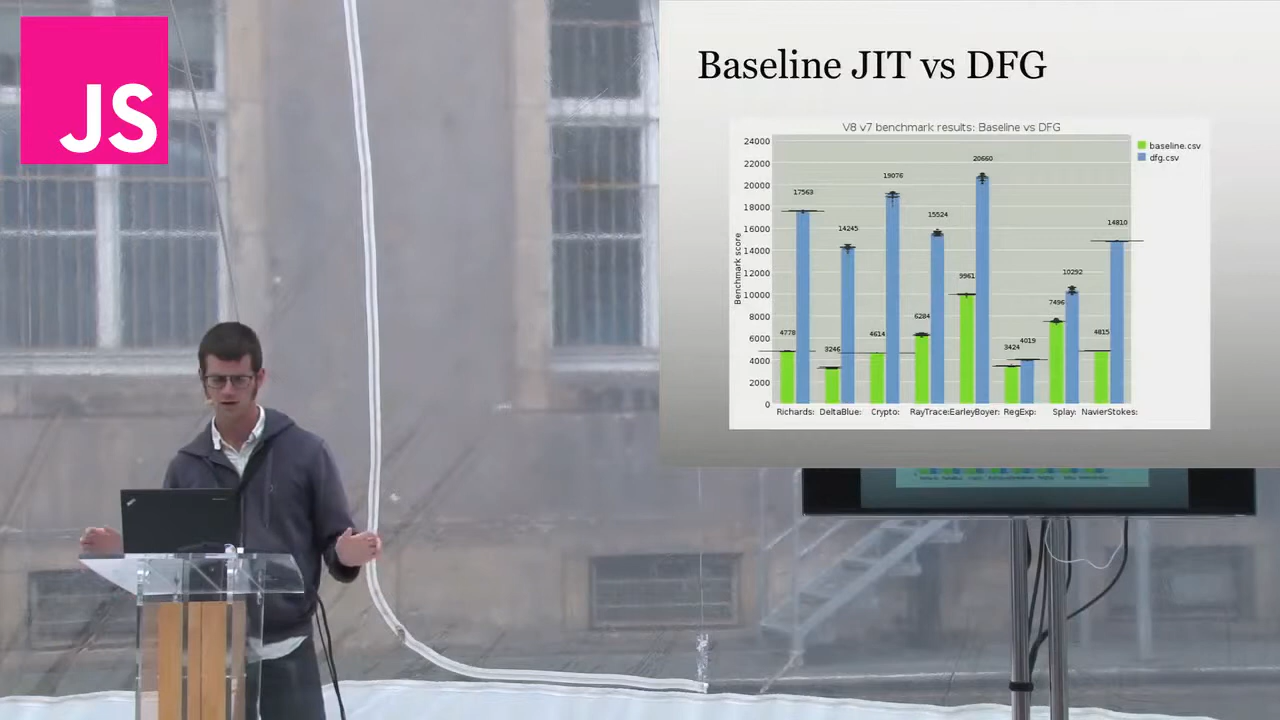 JS
Baseline JIT vs DFG
V8 v7 benchmark results: Baseline vs DFG
baseline.csv
dfg.csv
Benchmark score
24000
22000
20000
18000
16000
14000
12000
10000
8000
6000
4000
2000
0
4778
17563
3246
14245
4614
19076
6284
15524
9961
20660
3424
4019
7496
10292
4815
14810
Richards:
DeltaBlue:
Crypto:
RayTrace:
EarleyBoyer:
RegExp:
Splay:
NavierStokes: